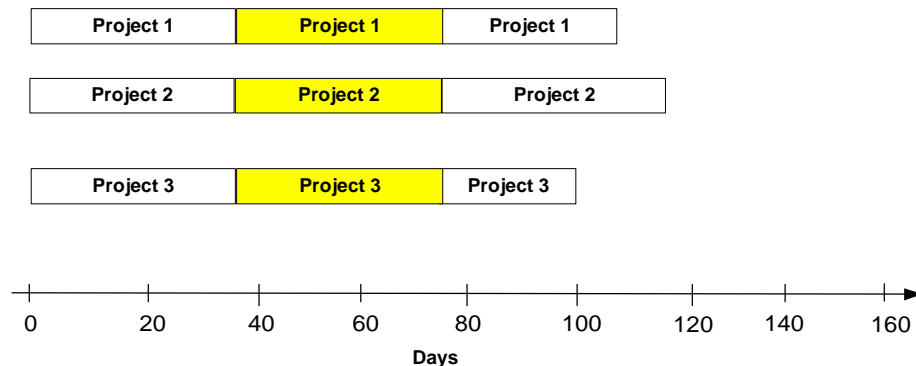 Project 1 Project 1 Project 1
Project 2 Project 2 Project 2
Project 3 Project 3 Project 3
0 20 40 60 80 100 120 140 160
Days